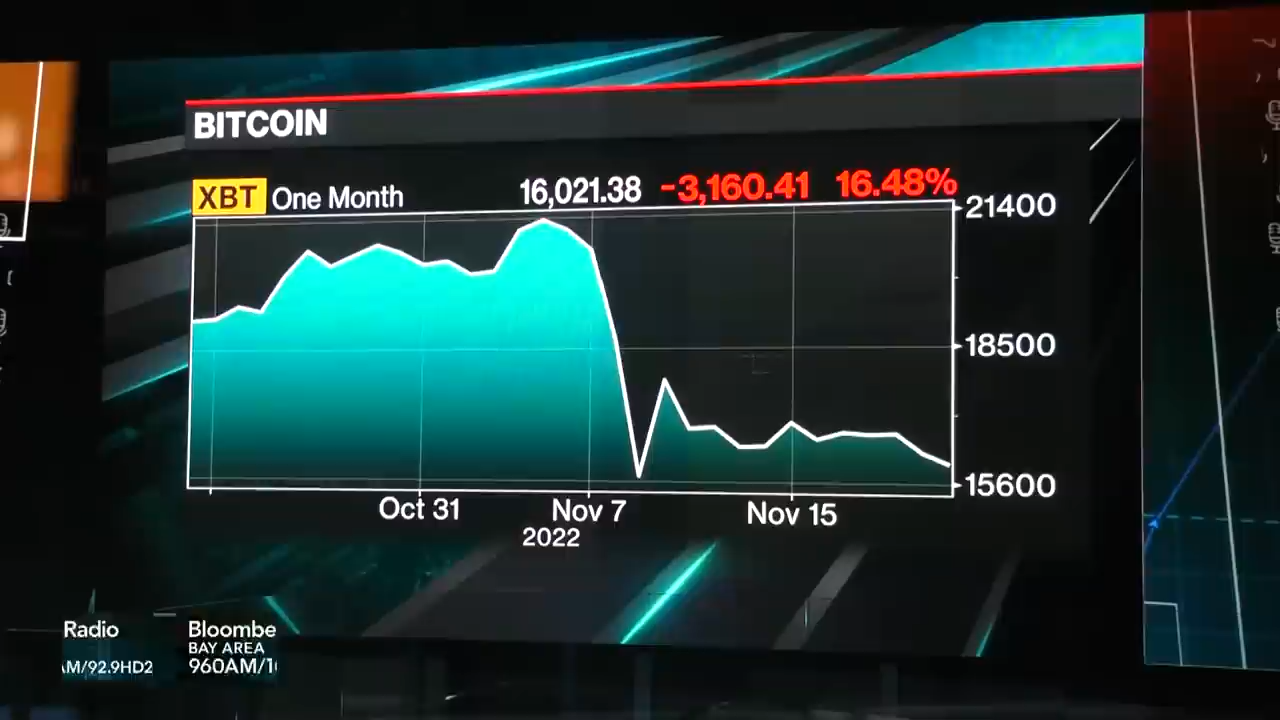 BITCOIN
XBT One Month 16,021.38 -3,160.41 16.48%
21400
18500
15600
Oct 31 Nov 7 Nov 15
2022
Radio
AM/92.9HD2
Bloombe
BAY AREA
960AM/1